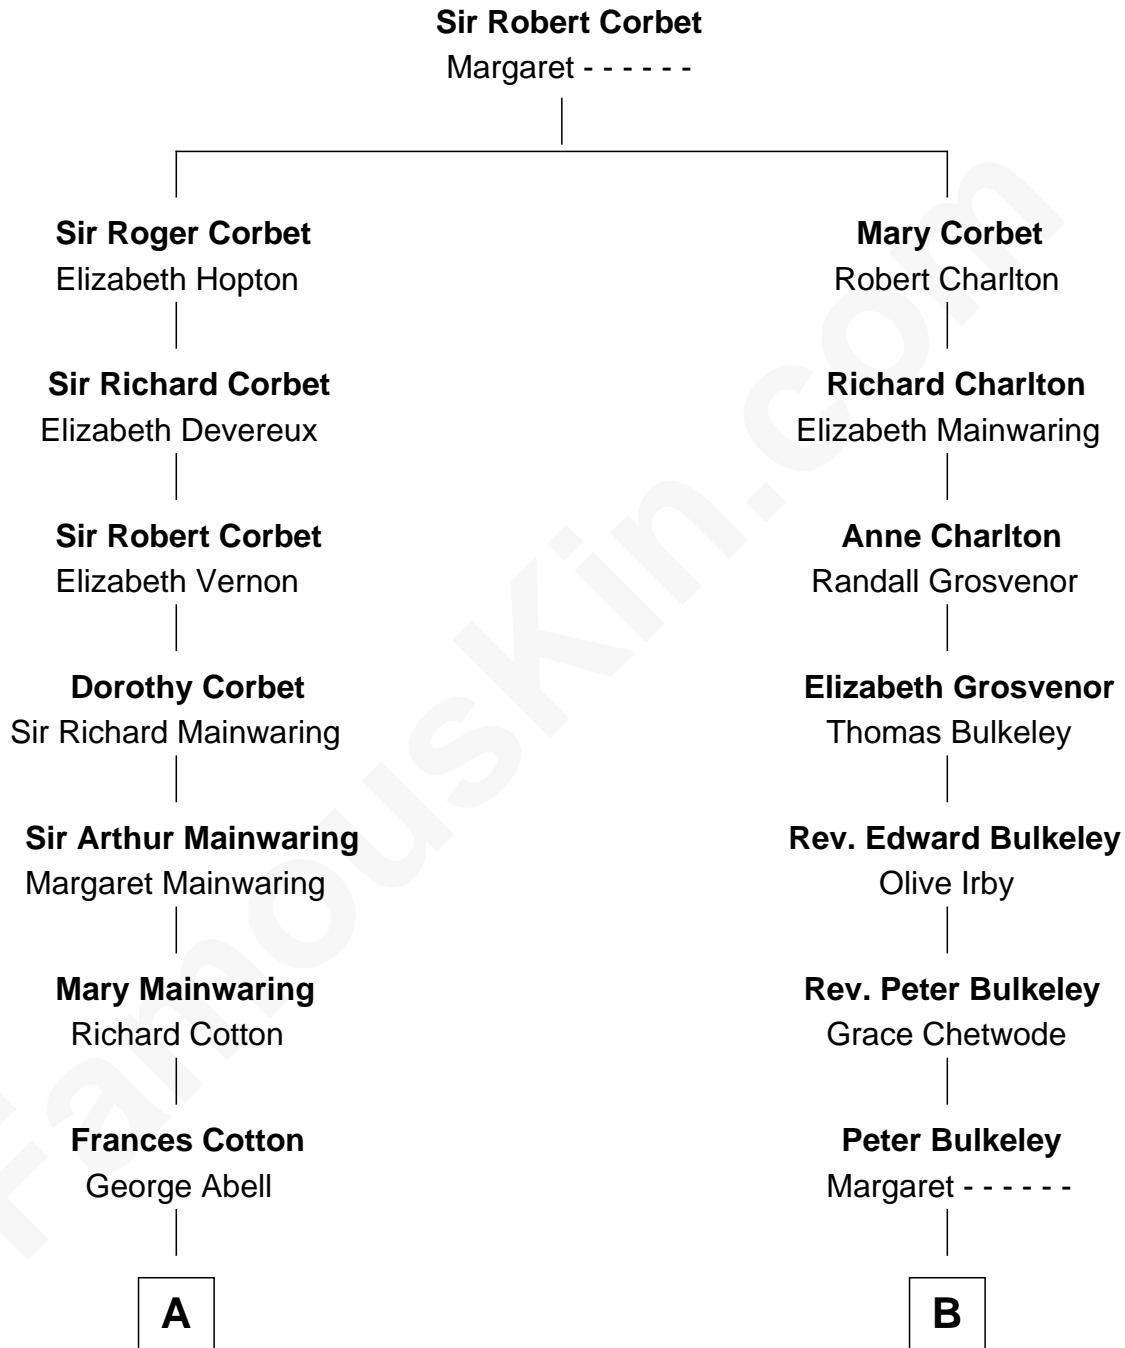 Sir Robert Corbet
Margaret - - - - - -
Sir Roger Corbet
Elizabeth Hopton
Sir Richard Corbet
Elizabeth Devereux
Sir Robert Corbet
Elizabeth Vernon
Dorothy Corbet
Sir Richard Mainwaring
Sir Arthur Mainwaring
Margaret Mainwaring
Mary Mainwaring
Richard Cotton
Frances Cotton
George Abell
A
Mary Corbet
Robert Charlton
Richard Charlton
Elizabeth Mainwaring
Anne Charlton
Randall Grosvenor
Elizabeth Grosvenor
Thomas Bulkeley
Rev. Edward Bulkeley
Olive Irby
Rev. Peter Bulkeley
Grace Chetwode
Peter Bulkeley
Margaret - - - - - -
B
FamousKin.com